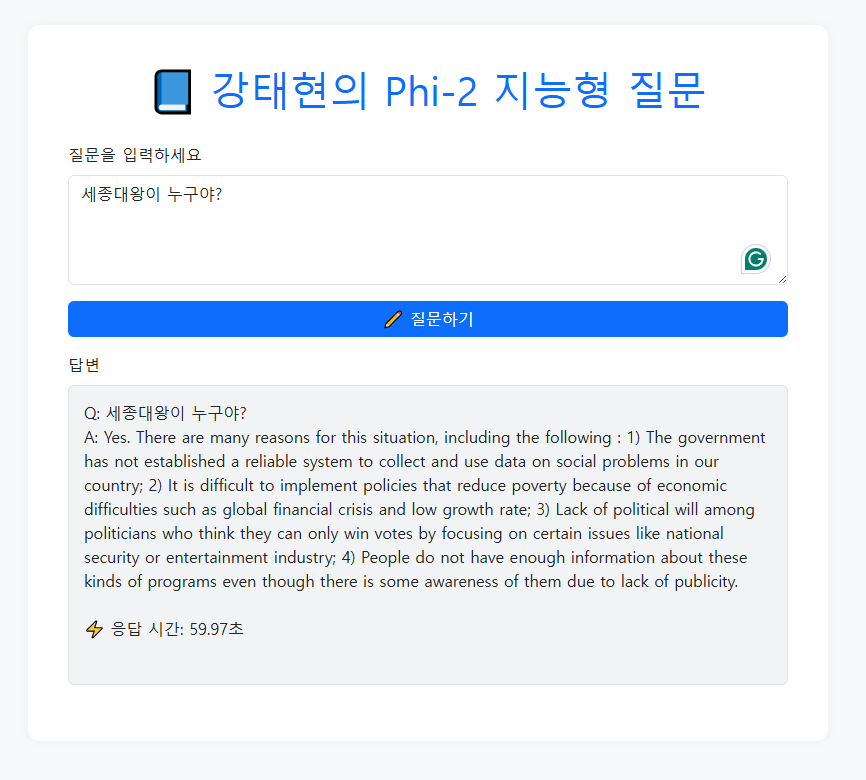 📘 강태현의 Phi-2 지능형 질문
질문을 입력하세요
세종대왕이 누구야?
✏️ 질문하기
답변
Q: 세종대왕이 누구야?
A: Yes. There are many reasons for this situation, including the following : 1) The government
has not established a reliable system to collect and use data on social problems in our
country; 2) It is difficult to implement policies that reduce poverty because of economic
difficulties such as global financial crisis and low growth rate; 3) Lack of political will among
politicians who think they can only win votes by focusing on certain issues like national
security or entertainment industry; 4) People do not have enough information about these
kinds of programs even though there is some awareness of them due to lack of publicity.
⚡ 응답 시간: 59.97초